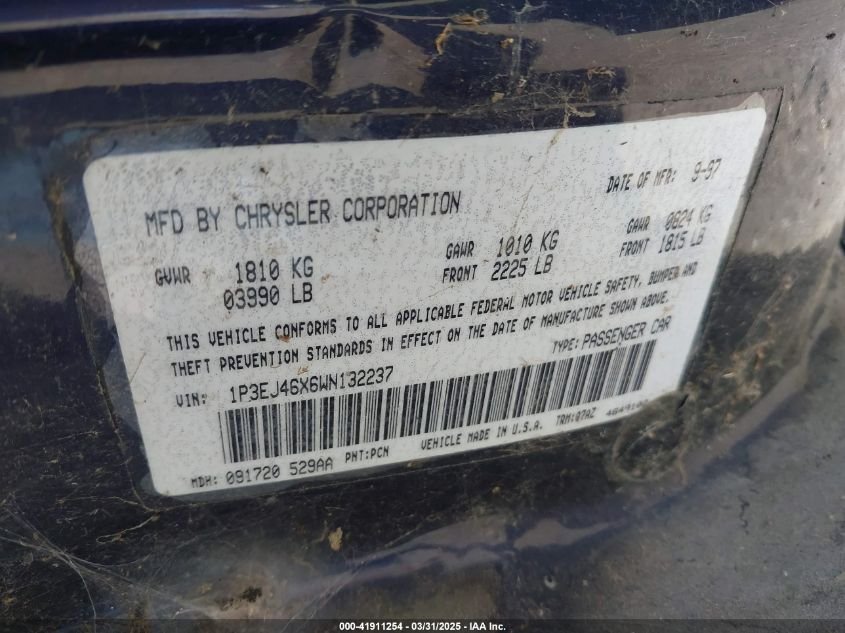 DATE OF MFR: 9-97
MFD BY CHRYSLER CORPORATION
GVWR 1810 KG GAWR 1010 KG GAWR 0824 KG
03990 LB FRONT 2225 LB FRONT 1815 LB
THIS VEHICLE CONFORMS TO ALL APPLICABLE FEDERAL MOTOR VEHICLE SAFETY, BUMPER AND
THEFT PREVENTION STANDARDS IN EFFECT ON THE DATE OF MANUFACTURE SHOWN ABOVE.
VIN: 1P3EJ46X6WN132237 TYPE: PASSENGER CAR
MDH: 091720 529AA PNT:PCN VEHICLE MADE IN U.S.A. TRM:Q7AZ
000-41911254 - 03/31/2025 - IAA Inc.